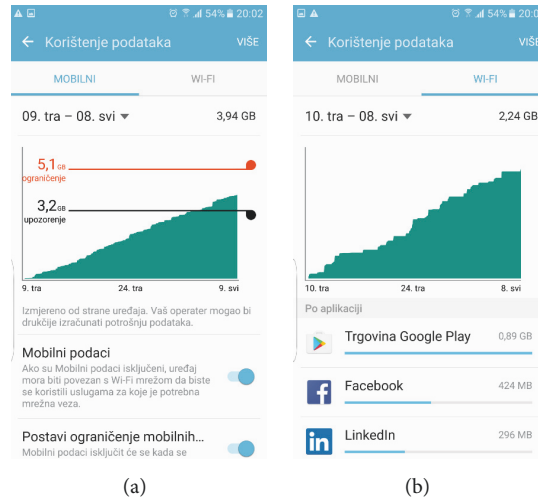 54% 20:02
Korištenje podataka VIŠE
MOBILNI WI-FI
09. tra – 08. svi 3,94 GB
5,1 GB
ograničenje
3,2 GB
upozorenje
9. tra 24. tra 9. svi
Izmjereno od strane uređaja. Vaš operater mogao bi
drukčije izračunati potrošnju podataka.
Mobilni podaci
Ako su Mobilni podaci isključeni, uređaj
mora biti povezan s Wi-Fi mrežom da biste
se koristili uslugama za koje je potrebna
mrežna veza.
Postavi ograničenje mobilnih...
Mobilni podaci isključit će se kada se
(a)
54% 20:0
Korištenje podataka VIŠE
MOBILNI WI-FI
10. tra – 08. svi 2,24 GB
10. tra 24. tra 8. svi
Po aplikaciji
Trgovina Google Play 0,89 GB
Facebook 424 MB
LinkedIn 296 MB
(b)